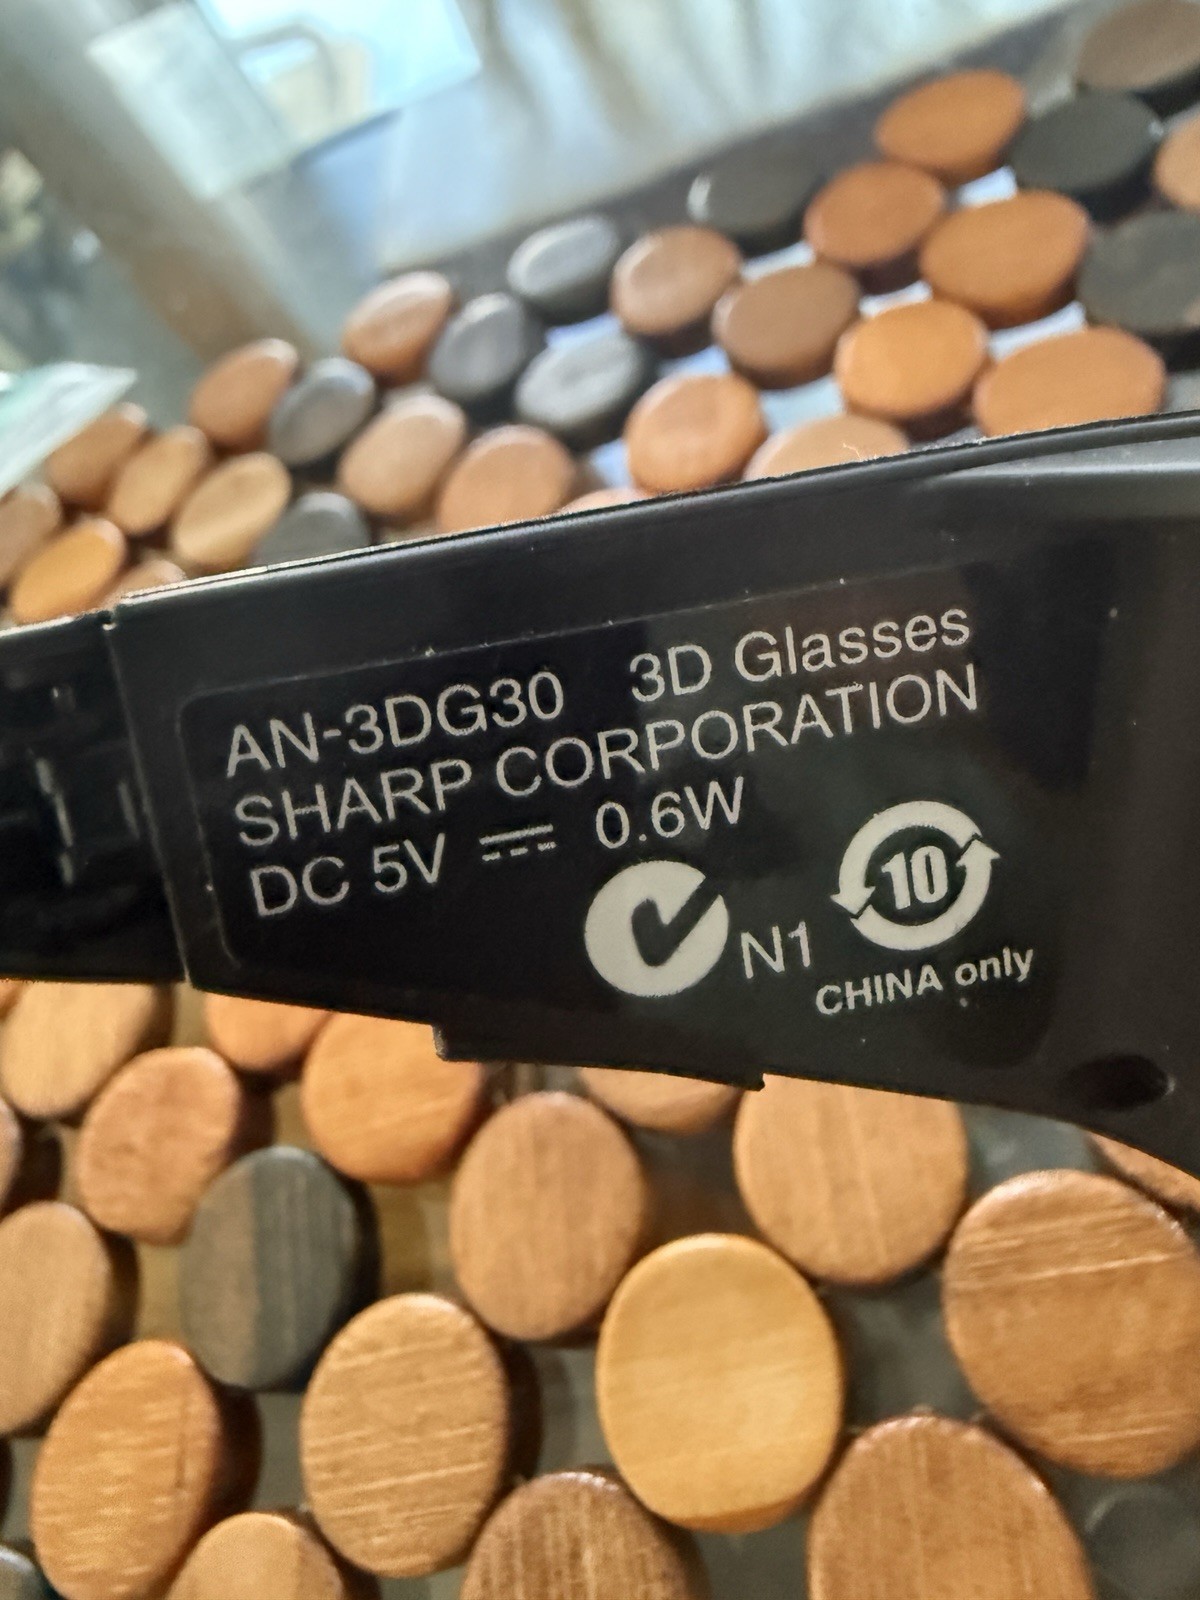 AN-3DG30 3D Glasses
SHARP CORPORATION
DC 5V ⎓ 0.6W
N1
10
CHINA only